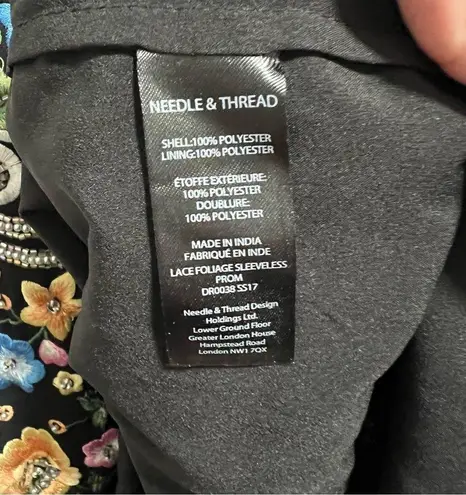 NEEDLE & THREAD
SHELL:100% POLYESTER
LINING:100% POLYESTER
ÉTOFFE EXTÉRIEURE:
100% POLYESTER
DOUBLURE:
100% POLYESTER
MADE IN INDIA
FABRIQUÉ EN INDE
LACE FOLIAGE SLEEVELESS
PROM
DR0038 SS17
Needle & Thread Design
Holdings Ltd.
Lower Ground Floor
Greater London House
Hampstead Road
London NW1 7QX